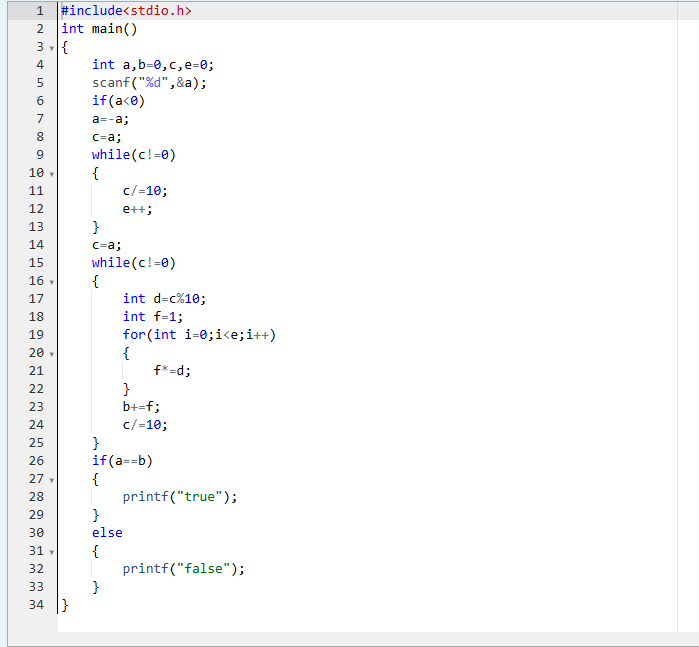 1 #include<stdio.h>
2 int main()
3 {
4     int a,b=0,c,e=0;
5     scanf("%d",&a);
6     if(a<0)
7     a=-a;
8     c=a;
9     while(c!=0)
10     {
11         c/=10;
12         e++;
13     }
14     c=a;
15     while(c!=0)
16     {
17         int d=c%10;
18         int f=1;
19         for(int i=0;i<e;i++)
20         {
21             f*=d;
22         }
23         b+=f;
24         c/=10;
25     }
26     if(a==b)
27     {
28         printf("true");
29     }
30     else
31     {
32         printf("false");
33     }
34 }